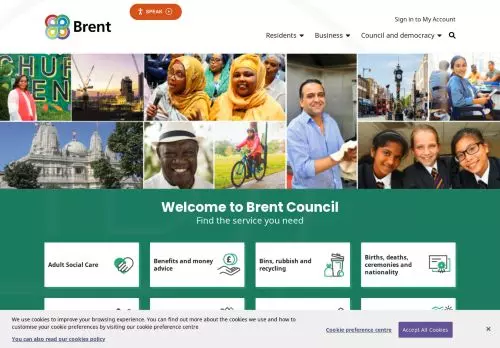 SPEAK
Brent
Sign in to My Account
Residents
Business
Council and democracy
CHUR
EN
Welcome to Brent Council
Find the service you need
Adult Social Care
Benefits and money
advice
Bins, rubbish and
recycling
Births, deaths,
ceremonies and
nationality
We use cookies to improve your browsing experience. You can find out more about the cookies we use and how to
customise your cookie preferences by visiting our cookie preference centre.
You can also read our cookies policy
Cookie preference centre
Accept All Cookies